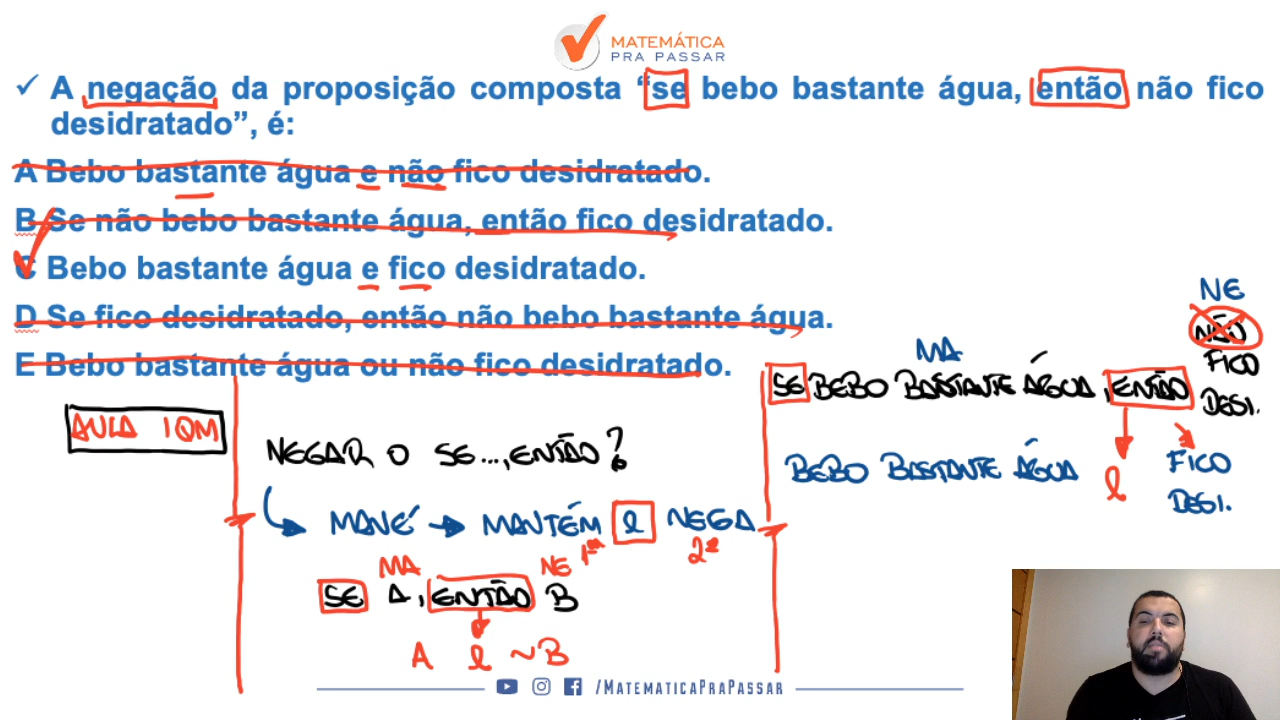 MATEMÁTICA
PRA PASSAR
✓ A negação da proposição composta “se bebo bastante água, então não fico
desidratado”, é:
A Bebo bastante água e não fico desidratado.
B Se não bebo bastante água, então fico desidratado.
C Bebo bastante água e fico desidratado.
D Se fico desidratado, então não bebo bastante água.
E Bebo bastante água ou não fico desidratado.
AULA 1QM
NEGAR O SE..., ENTÃO?
MANÉ → MANTÉM e NEGA
1ª 2ª
MA NE
SE A, ENTÃO B
A e ~B
NE
MA NÃO
FICO
SE BEBO BASTANTE ÁGUA, ENTÃO DESI.
BEBO BASTANTE ÁGUA e FICO
DESI.
/MATEMATICAPRAPASSAR